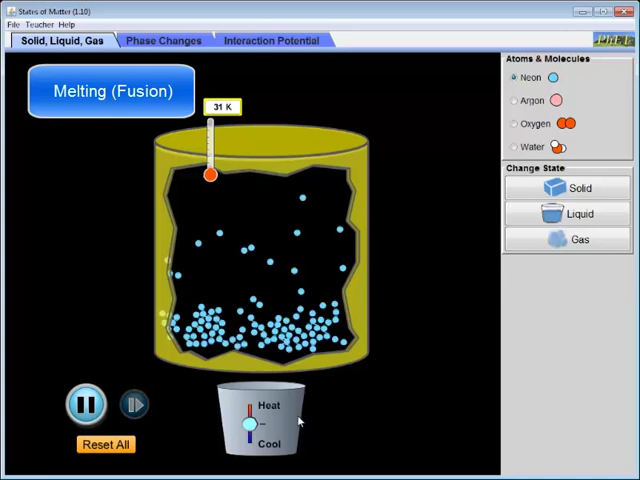 States of Matter (1.10)
File Teacher Help
Solid, Liquid, Gas
Phase Changes
Interaction Potential
PhET
Melting (Fusion)
31 K
Atoms & Molecules
Neon
Argon
Oxygen
Water
Change State
Solid
Liquid
Gas
Heat
Cool
Reset All